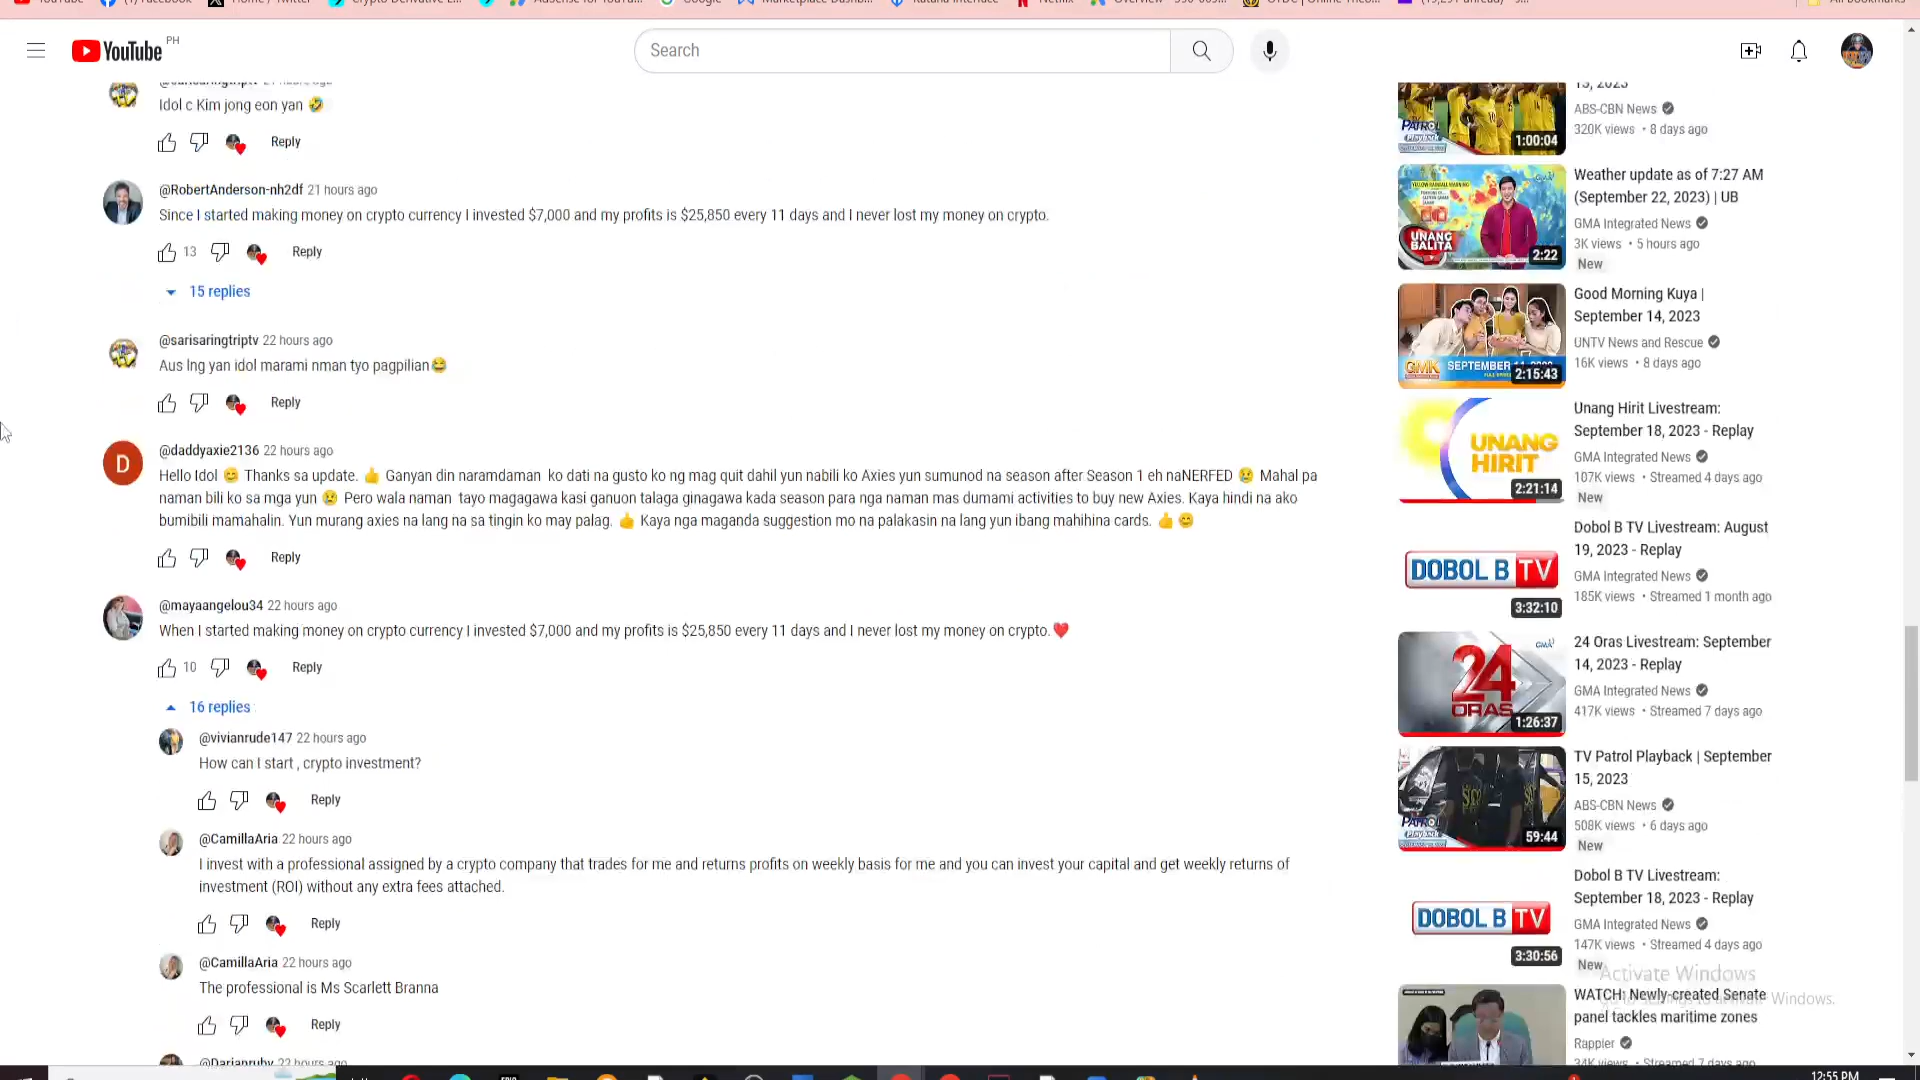 YouTube PH
Search
Idol c Kim jong eon yan 🤣
Reply
@RobertAnderson-nh2df 21 hours ago
Since I started making money on crypto currency I invested $7,000 and my profits is $25,850 every 11 days and I never lost my money on crypto.
13 Reply
15 replies
@sarisaringtriptv 22 hours ago
Aus lng yan idol marami nman tyo pagpilian😂
Reply
D
@daddyaxie2136 22 hours ago
Hello Idol 😊 Thanks sa update. 👍 Ganyan din naramdaman ko dati na gusto ko ng mag quit dahil yun nabili ko Axies yun sumunod na season after Season 1 eh naNERFED 😢 Mahal pa
naman bili ko sa mga yun 😢 Pero wala naman tayo magagawa kasi ganuon talaga ginagawa kada season para nga naman mas dumami activities to buy new Axies. Kaya hindi na ako
bumibili mamahalin. Yun murang axies na lang na sa tingin ko may palag. 👍 Kaya nga maganda suggestion mo na palakasin na lang yun ibang mahihina cards. 👍 😊
Reply
@mayaangelou34 22 hours ago
When I started making money on crypto currency I invested $7,000 and my profits is $25,850 every 11 days and I never lost my money on crypto.❤️
10 Reply
16 replies
@vivianrude147 22 hours ago
How can I start , crypto investment?
Reply
@CamillaAria 22 hours ago
I invest with a professional assigned by a crypto company that trades for me and returns profits on weekly basis for me and you can invest your capital and get weekly returns of
investment (ROI) without any extra fees attached.
Reply
@CamillaAria 22 hours ago
The professional is Ms Scarlett Branna
Reply
@Darianruby 22 hours ago
ABS-CBN News
320K views • 8 days ago
1:00:04
Weather update as of 7:27 AM
(September 22, 2023) | UB
GMA Integrated News
3K views • 5 hours ago
New
UNANG
BALITA
2:22
Good Morning Kuya |
September 14, 2023
UNTV News and Rescue
16K views • 8 days ago
GMK
2:15:43
Unang Hirit Livestream:
September 18, 2023 - Replay
GMA Integrated News
107K views • Streamed 4 days ago
New
UNANG
HIRIT
2:21:14
Dobol B TV Livestream: August
19, 2023 - Replay
GMA Integrated News
185K views • Streamed 1 month ago
DOBOL B TV
3:32:10
24 Oras Livestream: September
14, 2023 - Replay
GMA Integrated News
417K views • Streamed 7 days ago
24
ORAS
1:26:37
TV Patrol Playback | September
15, 2023
ABS-CBN News
508K views • 6 days ago
New
59:44
Dobol B TV Livestream:
September 18, 2023 - Replay
GMA Integrated News
147K views • Streamed 4 days ago
New
DOBOL B TV
3:30:56
Activate Windows
WATCH: Newly-created Senate
panel tackles maritime zones
Rappler
34K views • Streamed 7 days ago
12:55 PM